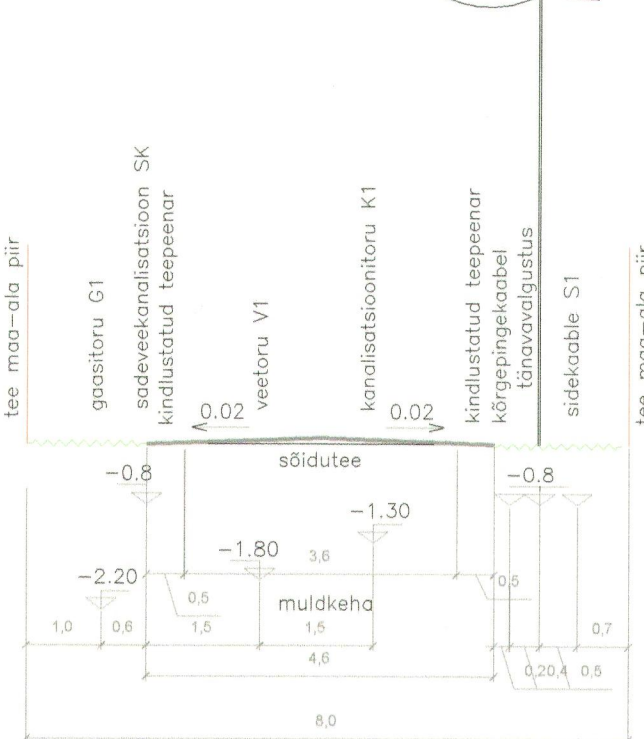 tee maa-ala piir
gaasitoru G1
sadeveekanalisatsioon SK
kindlustatud teepeenar
veetoru V1
kanalisatsioonitoru K1
kindlustatud teepeenar
kõrgepingekaabel
tänavavalgustus
sidekaable S1
tee maa-ala piir
0.02
0.02
sõidutee
-0.8
-0.8
-1.30
-1.80
3,6
-2.20
0,5
muldkeha
0,5
1,0
0,6
1,5
1,5
0,7
4,6
0,2
0,4
0,5
8,0